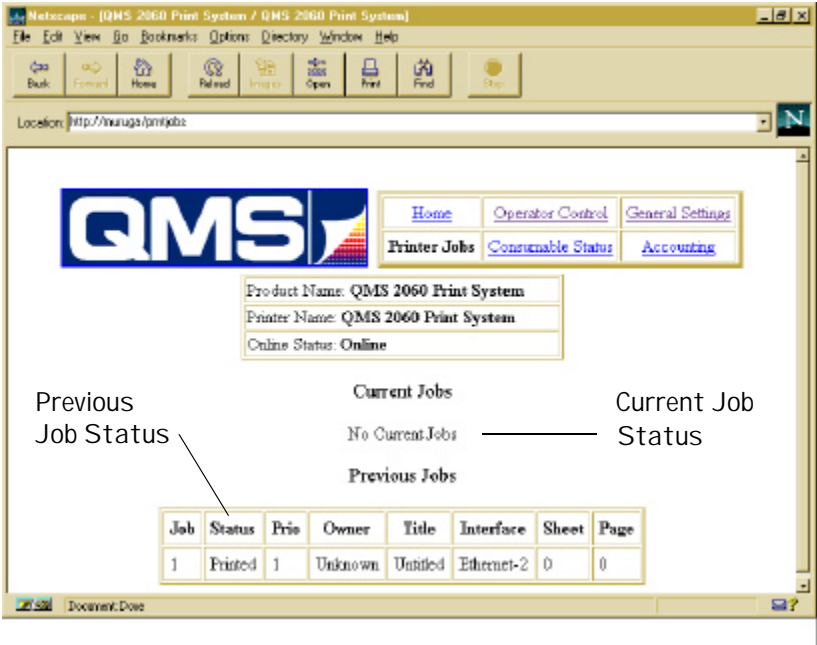 Netscape - [QMS 2060 Print System / QMS 2060 Print System]
File Edit View Go Bookmarks Options Directory Window Help
Back Forward Home Reload Images Open Print Find Stop
Location: http://muruga/prntjobs
N
QMS
Home Operator Control General Settings
Printer Jobs Consumable Status Accounting
Product Name: QMS 2060 Print System
Printer Name: QMS 2060 Print System
Online Status: Online
Current Jobs
Previous
Job Status
No Current Jobs
Current Job
Status
Previous Jobs
Job Status Prio Owner Title Interface Sheet Page
1 Printed 1 Unknown Untitled Ethernet-2 0 0
Document: Done